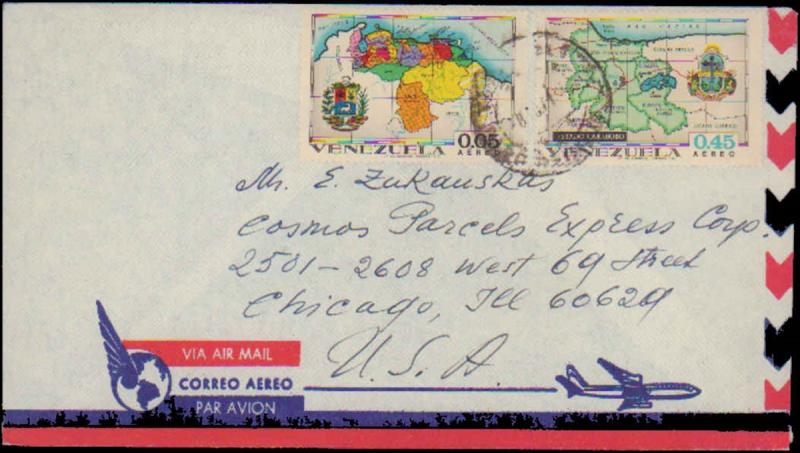 VENEZUELA 0.05
AEREO
ESTADO CARABOBO
VENEZUELA 0.45
AEREO
Mr. E. Zukauskas
Cosmos Parcels Express Corp.
2501-2608 West 69 Street
Chicago, Ill 60629
U.S.A.
VIA AIR MAIL
CORREO AEREO
PAR AVION